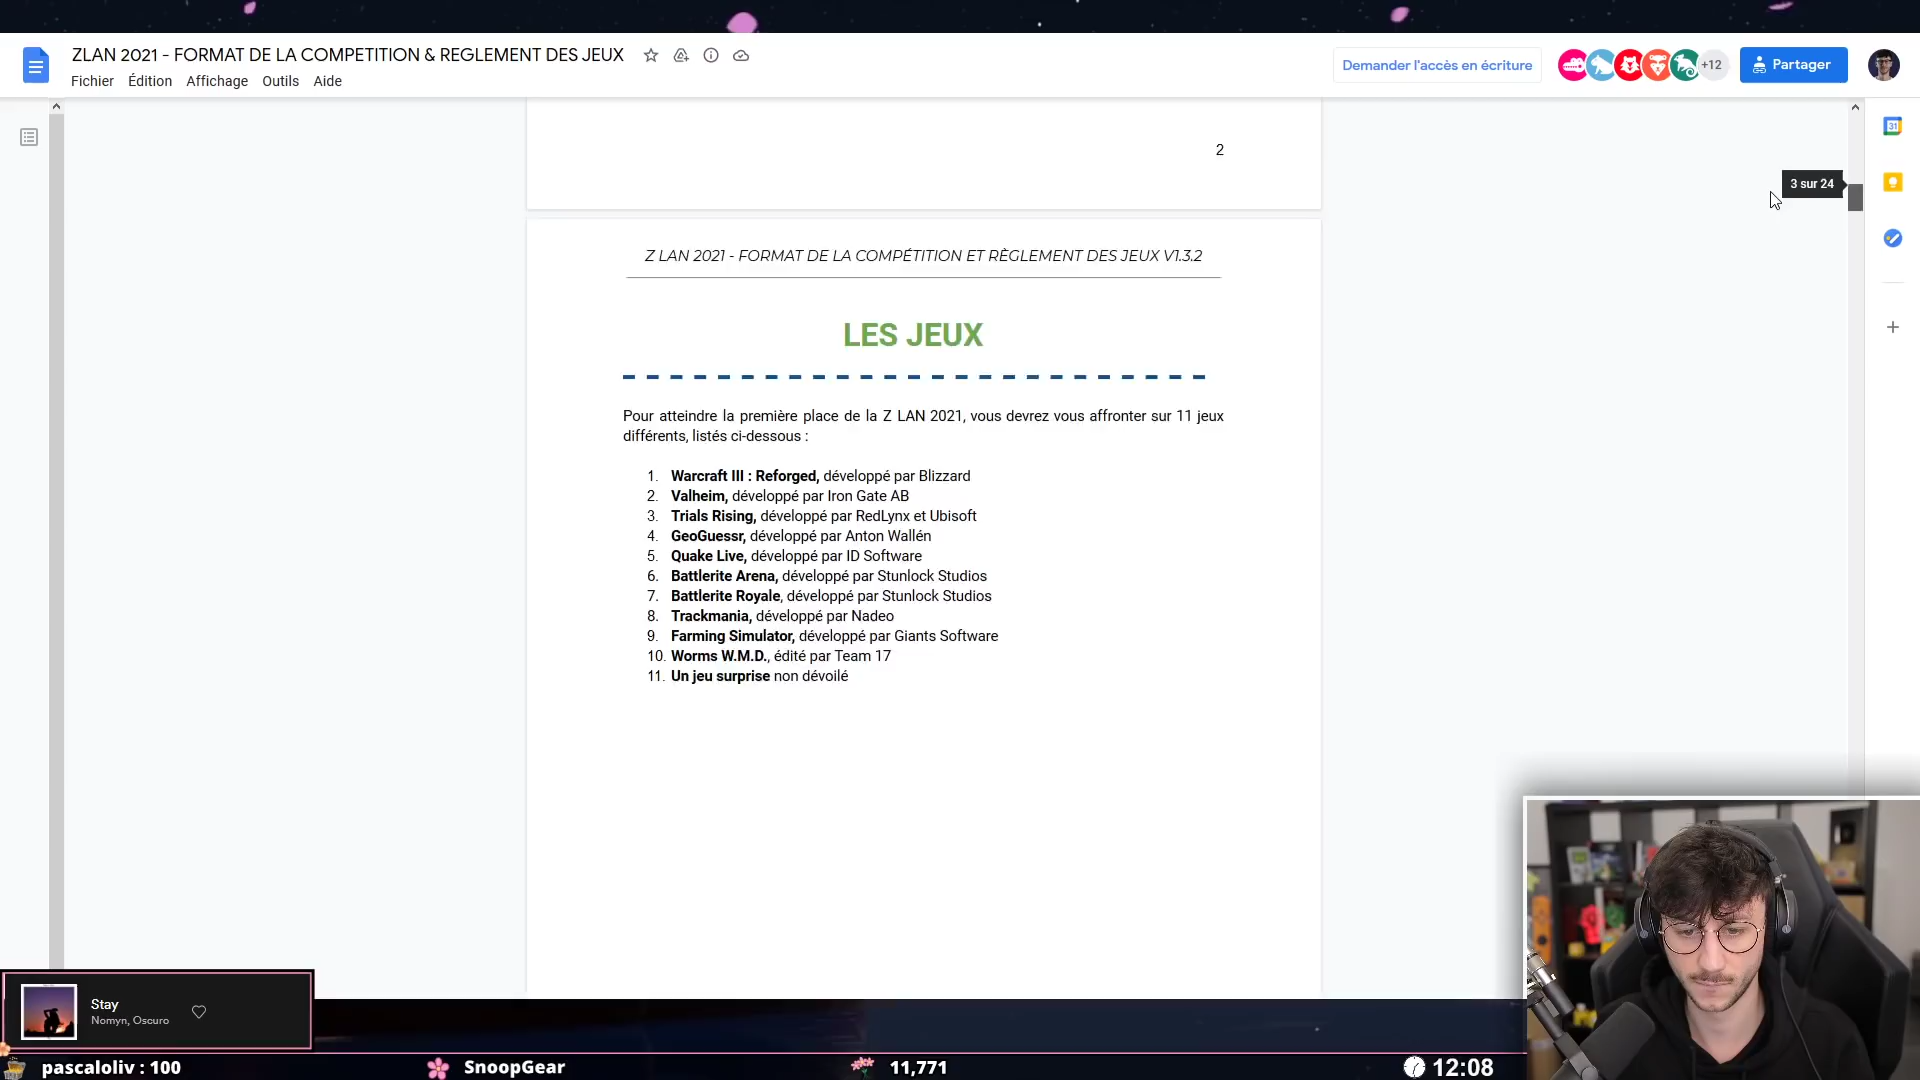 ZLAN 2021 - FORMAT DE LA COMPETITION & REGLEMENT DES JEUX
Fichier Édition Affichage Outils Aide
Demander l'accès en écriture
+12
Partager
31
3 sur 24
2
Z LAN 2021 - FORMAT DE LA COMPÉTITION ET RÈGLEMENT DES JEUX V1.3.2
LES JEUX
Pour atteindre la première place de la Z LAN 2021, vous devrez vous affronter sur 11 jeux
différents, listés ci-dessous :
1. Warcraft III : Reforged, développé par Blizzard
2. Valheim, développé par Iron Gate AB
3. Trials Rising, développé par RedLynx et Ubisoft
4. GeoGuessr, développé par Anton Wallén
5. Quake Live, développé par ID Software
6. Battlerite Arena, développé par Stunlock Studios
7. Battlerite Royale, développé par Stunlock Studios
8. Trackmania, développé par Nadeo
9. Farming Simulator, développé par Giants Software
10. Worms W.M.D., édité par Team 17
11. Un jeu surprise non dévoilé
Stay
Nomyn, Oscuro
pascaloliv : 100
SnoopGear
11,771
12:08